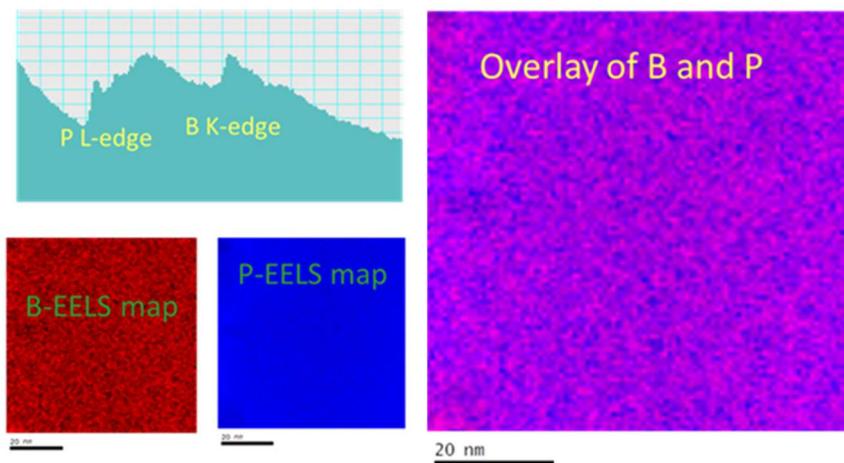 P L-edge
B K-edge
Overlay of B and P
B-EELS map
P-EELS map
20 nm
20 nm
20 nm